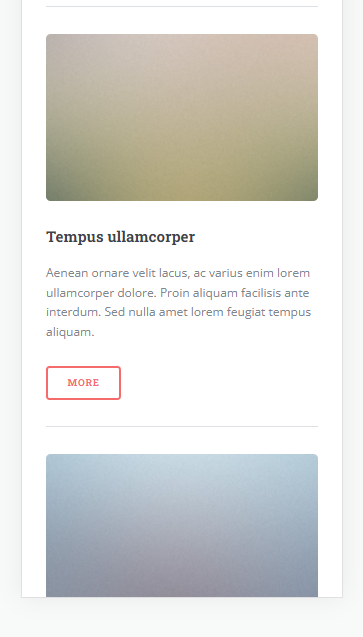 Tempus ullamcorper
Aenean ornare velit lacus, ac varius enim lorem
ullamcorper dolore. Proin aliquam facilisis ante
interdum. Sed nulla amet lorem feugiat tempus
aliquam.
MORE